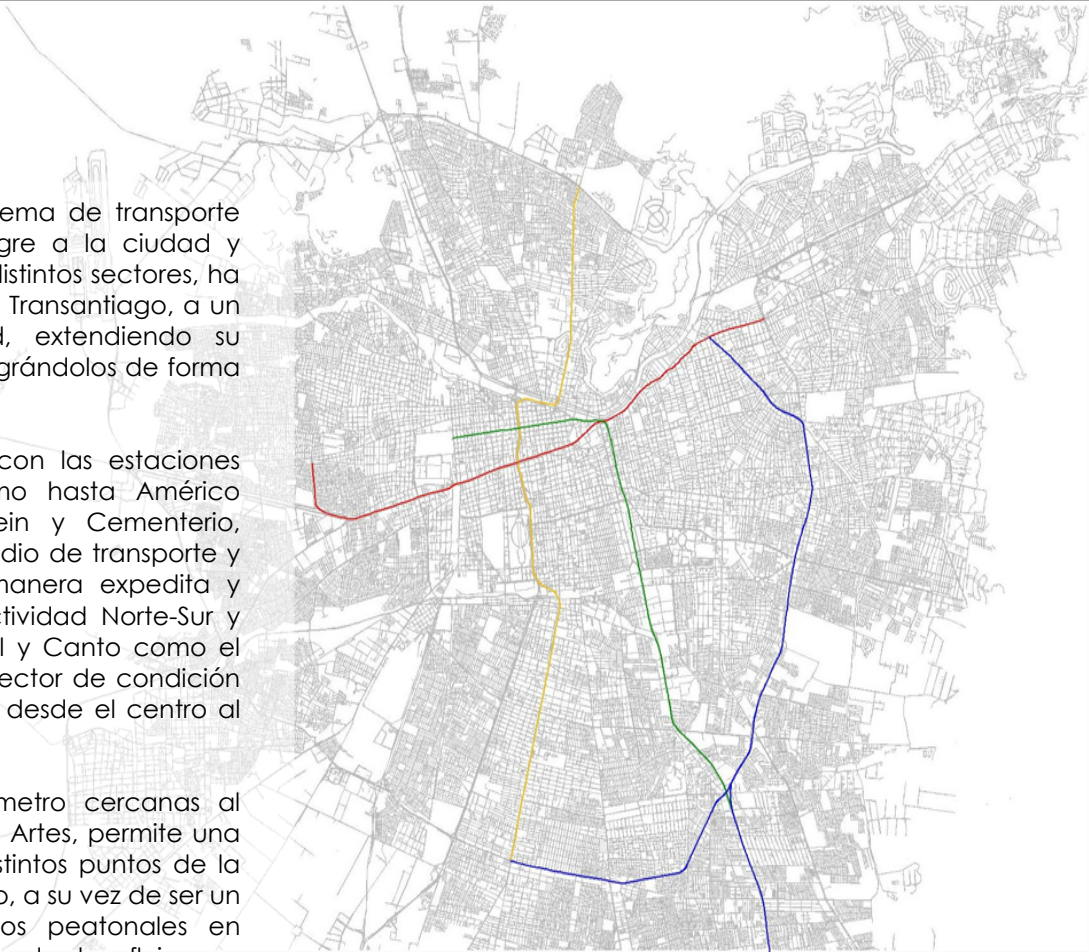 ema de transporte
gre a la ciudad y
distintos sectores, ha
Transantiago, a un
d, extendiendo su
grándolos de forma
con las estaciones
no hasta Américo
ein y Cementerio,
dio de transporte y
manera expedita y
ctividad Norte-Sur y
l y Canto como el
ector de condición
desde el centro al
metro cercanas al
Artes, permite una
stintos puntos de la
o, a su vez de ser un
os peatonales en